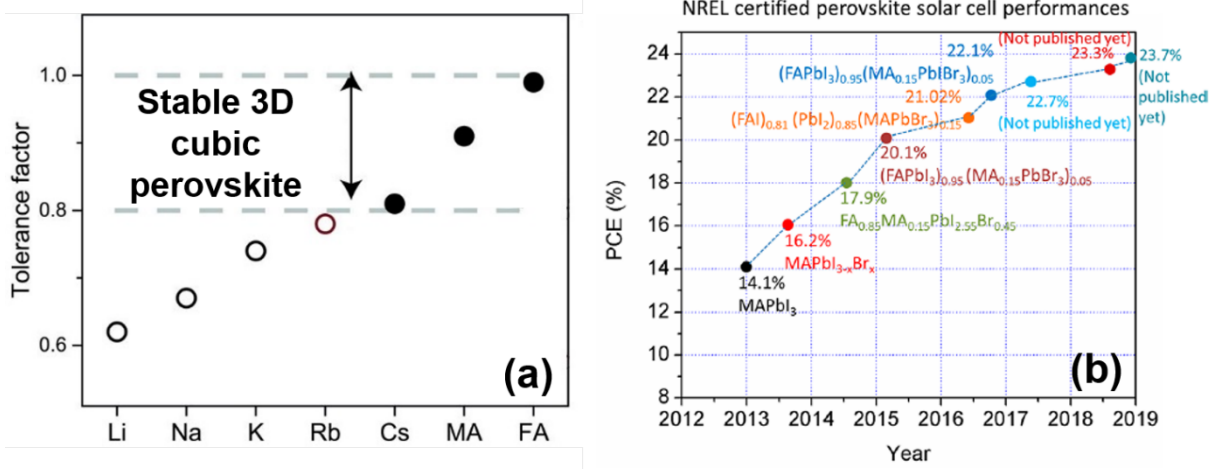 Tolerance factor
1.0
0.8
0.6
Stable 3D
cubic
perovskite
(a)
Li Na K Rb Cs MA FA
NREL certified perovskite solar cell performances
PCE (%)
24
22
20
18
16
14
12
10
8
(Not published yet)
23.3%
23.7%
(Not
published
yet)
22.1%
(FAPbI₃)₀.₉₅(MA₀.₁₅PbIBr₃)₀.₀₅
22.7%
(Not published yet)
21.02%
(FAI)₀.₈₁ (PbI₂)₀.₈₅(MAPbBr₃)₀.₁₅
20.1%
(FAPbI₃)₀.₉₅ (MA₀.₁₅PbBr₃)₀.₀₅
17.9%
FA₀.₈₅MA₀.₁₅PbI₂.₅₅Br₀.₄₅
16.2%
MAPbI₃₋ₓBrₓ
14.1%
MAPbI₃
(b)
2012 2013 2014 2015 2016 2017 2018 2019
Year